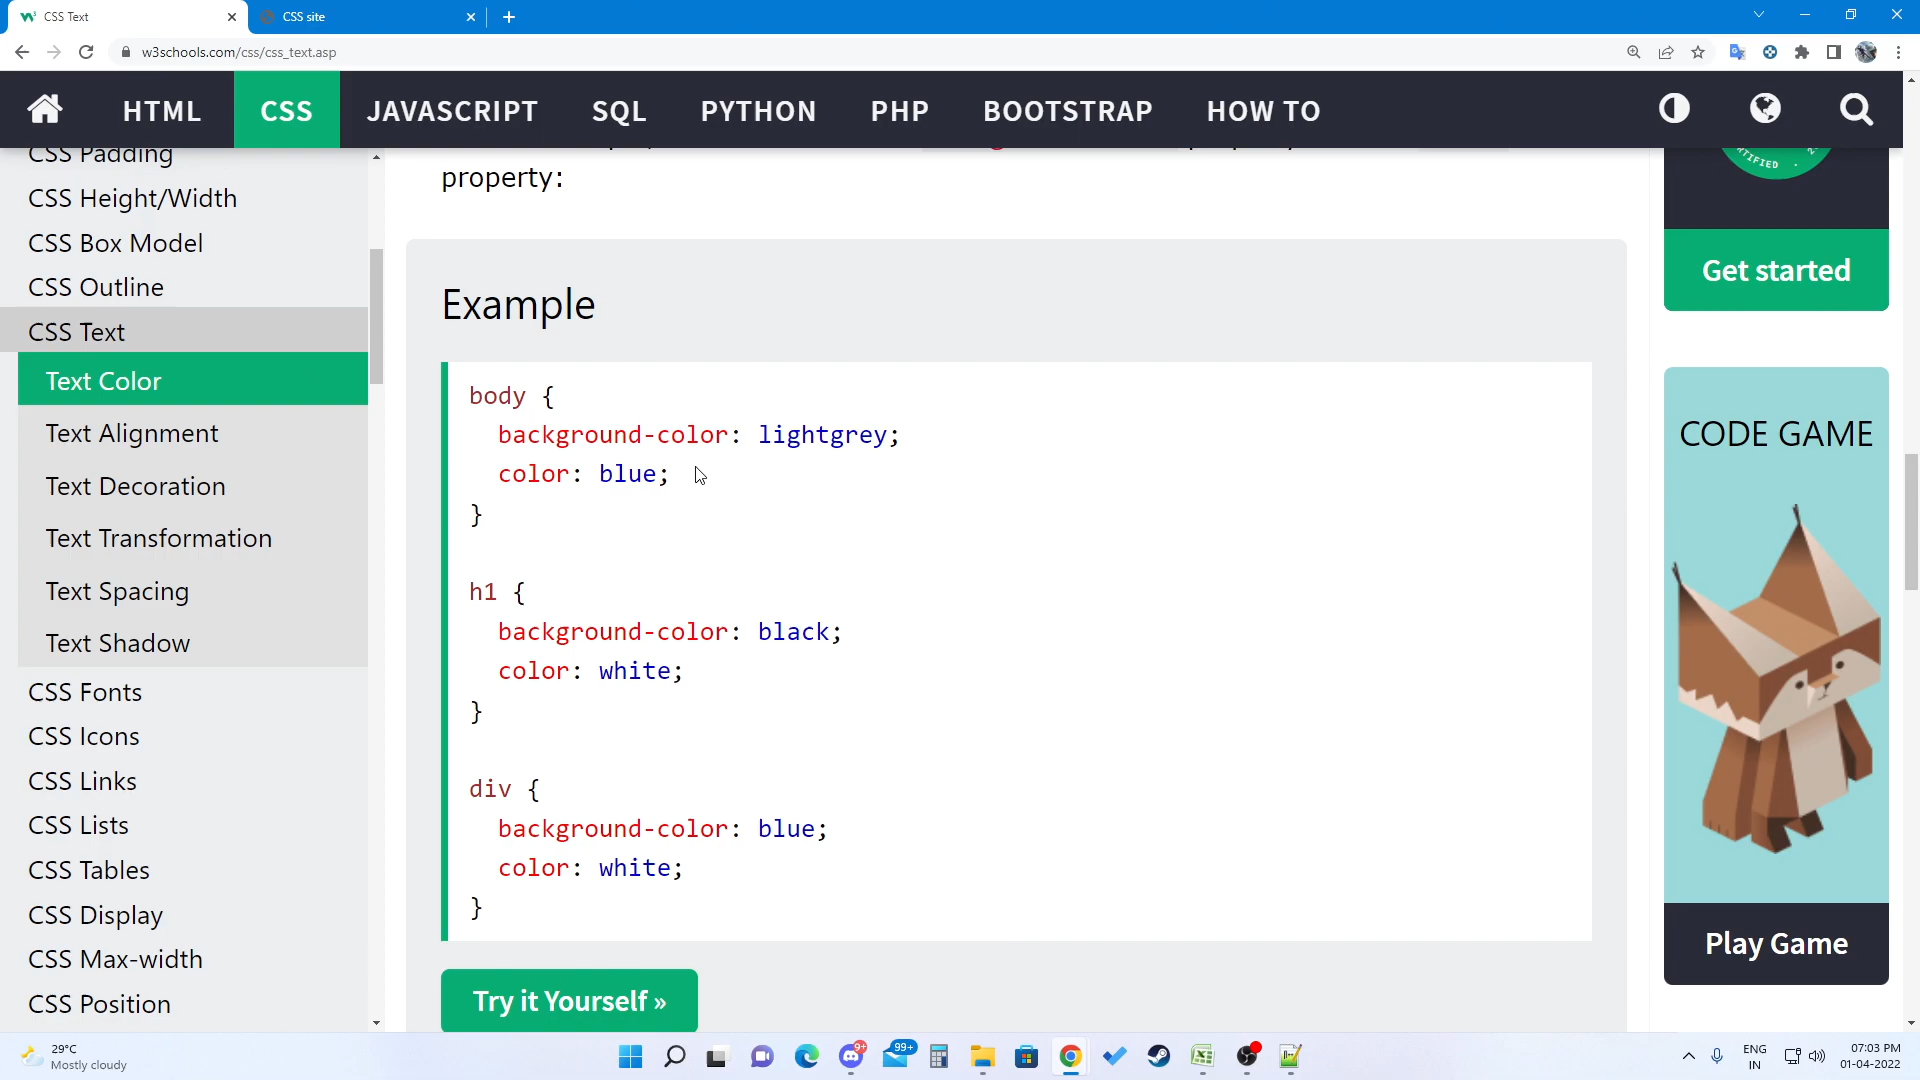 CSS Text
CSS site
w3schools.com/css/css_text.asp
HTML
CSS
JAVASCRIPT
SQL
PYTHON
PHP
BOOTSTRAP
HOW TO
CSS Padding
CSS Height/Width
CSS Box Model
CSS Outline
CSS Text
Text Color
Text Alignment
Text Decoration
Text Transformation
Text Spacing
Text Shadow
CSS Fonts
CSS Icons
CSS Links
CSS Lists
CSS Tables
CSS Display
CSS Max-width
CSS Position
property:
Example
body {
background-color: lightgrey;
color: blue;
}
h1 {
background-color: black;
color: white;
}
div {
background-color: blue;
color: white;
}
Try it Yourself »
Get started
CODE GAME
Play Game
29°C
Mostly cloudy
9+
99+
ENG
IN
07:03 PM
01-04-2022